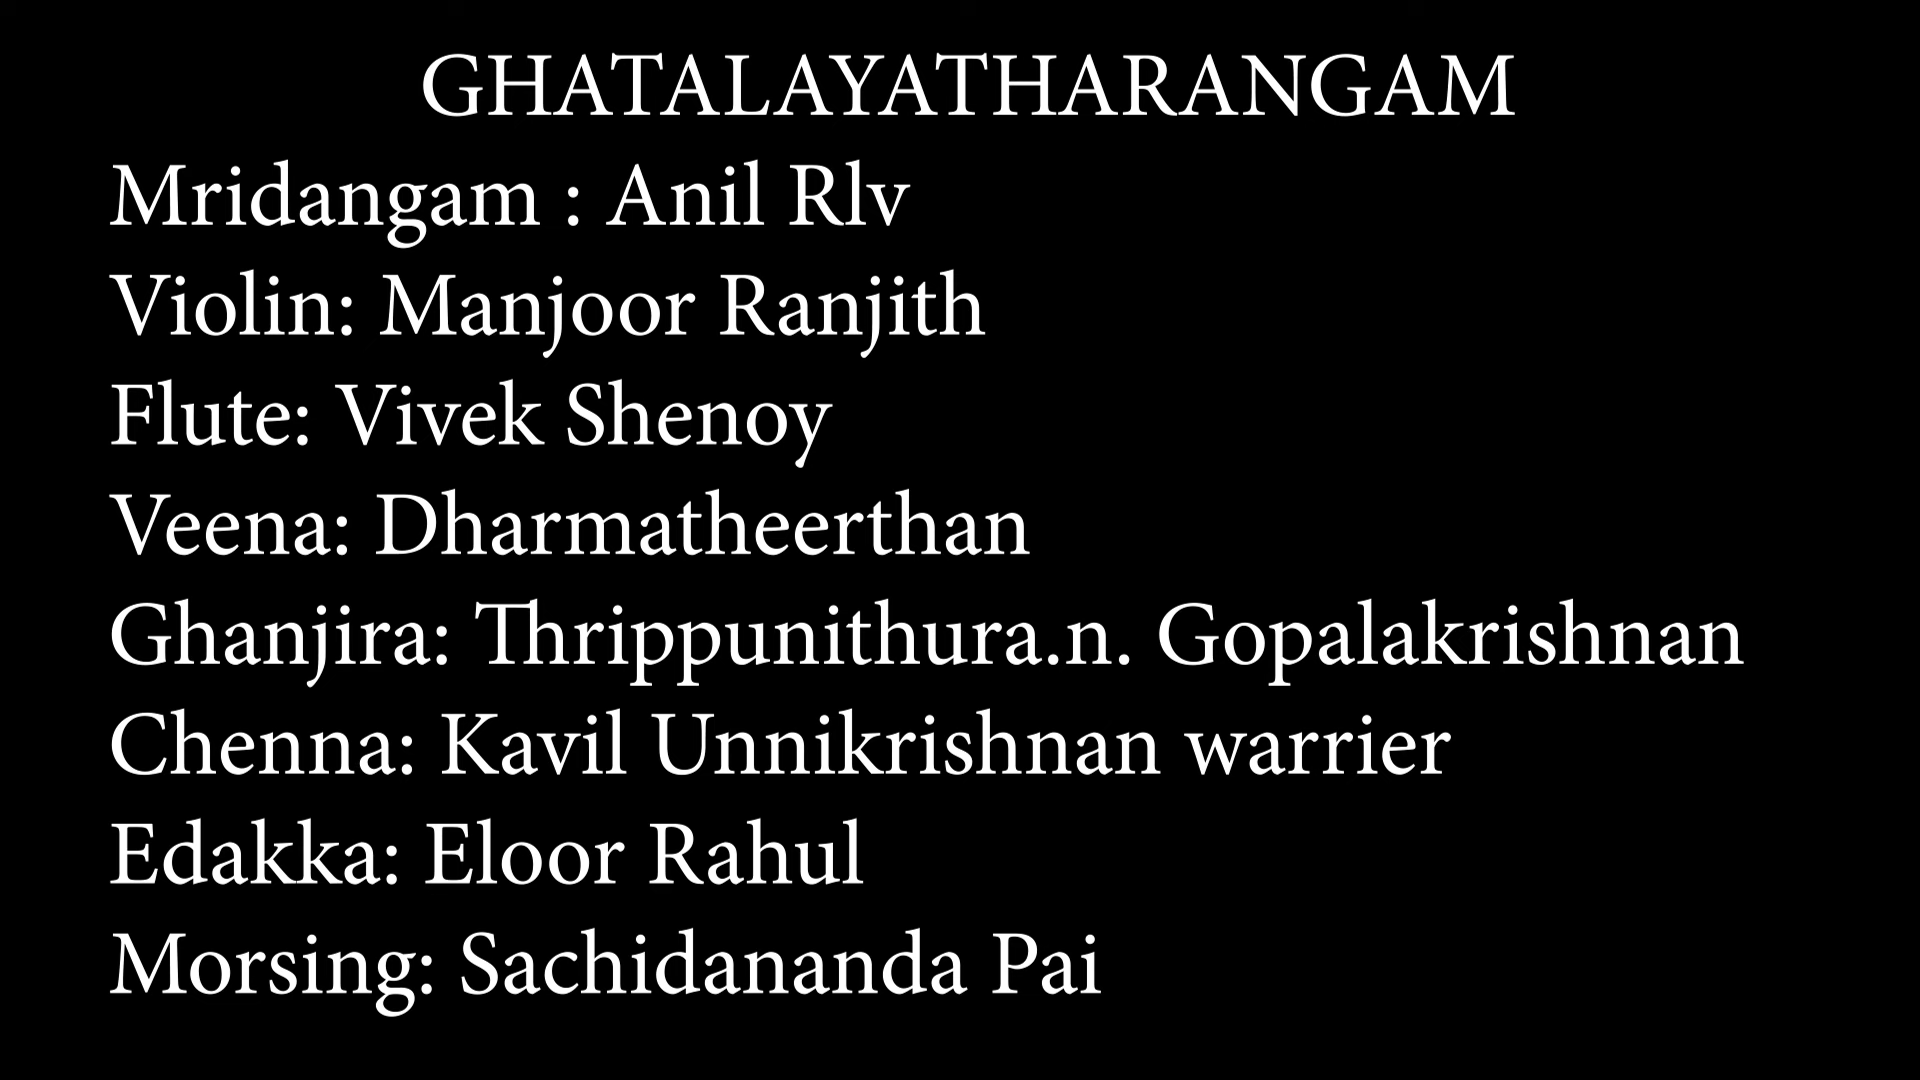 GHATALAYATHARANGAM
Mridangam : Anil Rlv
Violin: Manjoor Ranjith
Flute: Vivek Shenoy
Veena: Dharmatheerthan
Ghanjira: Thrippunithura.n. Gopalakrishnan
Chenna: Kavil Unnikrishnan warrier
Edakka: Eloor Rahul
Morsing: Sachidananda Pai